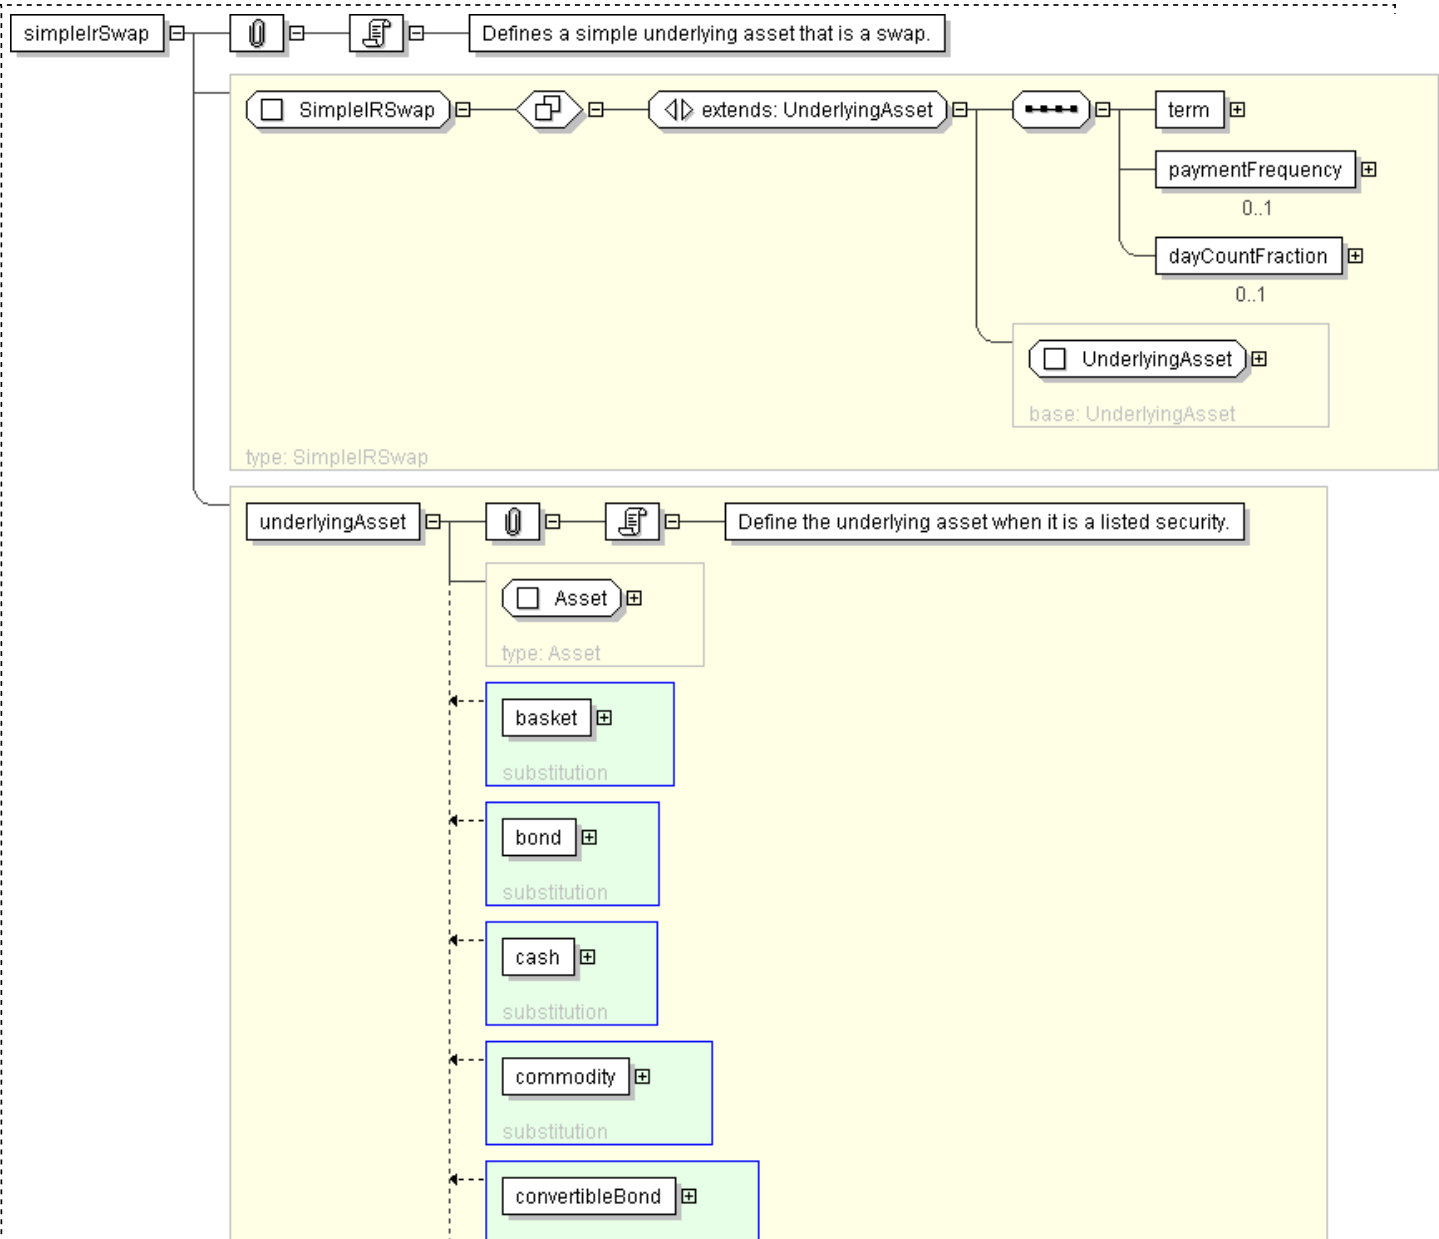 simpleIrSwap
Defines a simple underlying asset that is a swap.
SimpleIRSwap
extends: UnderlyingAsset
term
paymentFrequency
0..1
dayCountFraction
0..1
UnderlyingAsset
base: UnderlyingAsset
type: SimpleIRSwap
underlyingAsset
Define the underlying asset when it is a listed security.
Asset
type: Asset
basket
substitution
bond
substitution
cash
substitution
commodity
substitution
convertibleBond